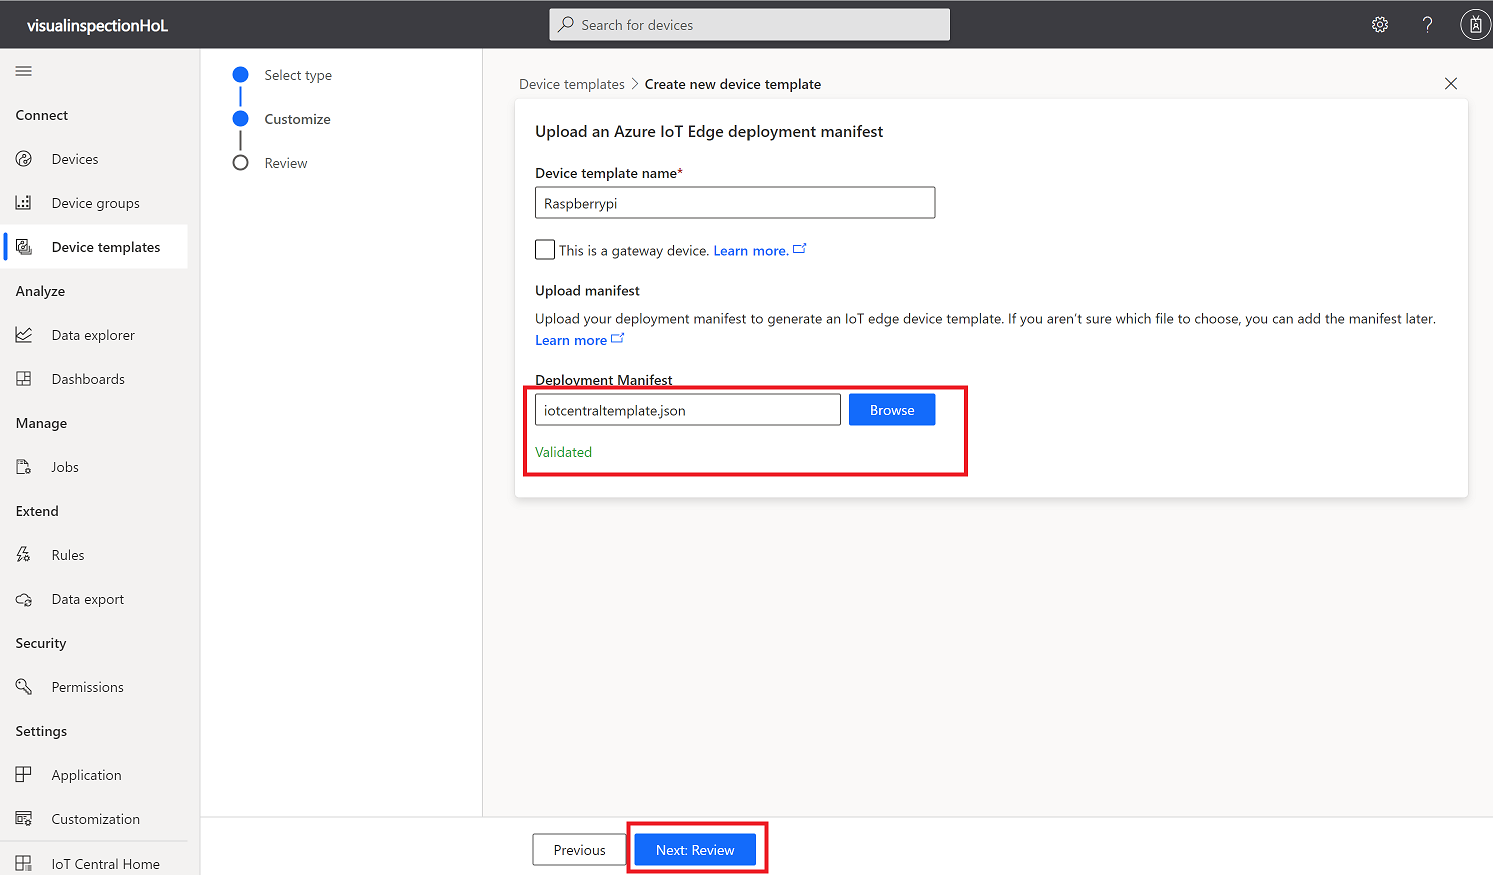 visualinspectionHoL
Search for devices
?
Connect
Devices
Device groups
Device templates
Analyze
Data explorer
Dashboards
Manage
Jobs
Extend
Rules
Data export
Security
Permissions
Settings
Application
Customization
IoT Central Home
Select type
Customize
Review
Device templates > Create new device template
Upload an Azure IoT Edge deployment manifest
Device template name*
Raspberrypi
This is a gateway device. Learn more.
Upload manifest
Upload your deployment manifest to generate an IoT edge device template. If you aren't sure which file to choose, you can add the manifest later.
Learn more
Deployment Manifest
iotcentraltemplate.json
Browse
Validated
Previous
Next: Review